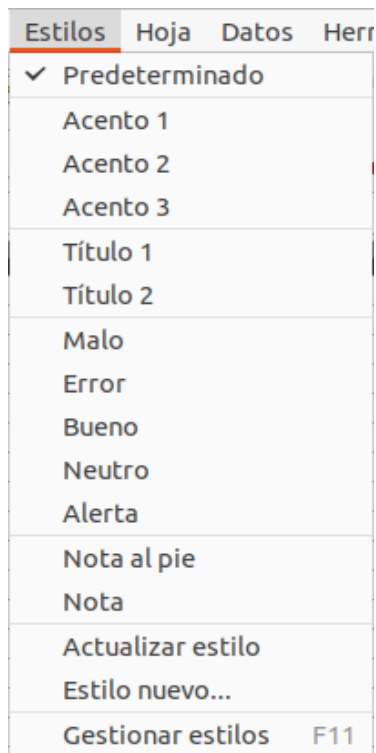 Estilos Hoja Datos
Predeterminado
Acento 1
Acento 2
Acento 3
Título 1
Título 2
Malo
Error
Bueno
Neutro
Alerta
Nota al pie
Nota
Actualizar estilo
Estilo nuevo...
Gestionar estilos F11